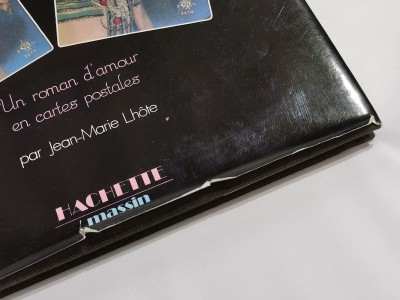 Un roman d'amour
en cartes postales
par Jean-Marie Lhôte
HACHETTE
massin